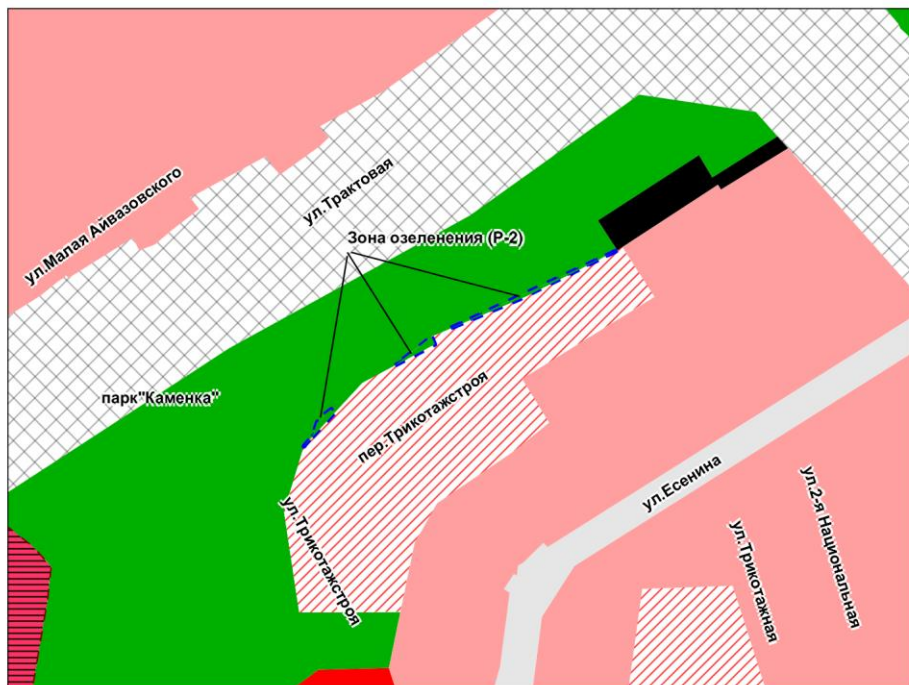 ул.Малая Айвазовского
ул.Трактовая
Зона озеленения (Р-2)
парк"Каменка"
пер.Трикотажстроя
ул.Есенина
ул.Трикотажстроя
ул.Трикотажная
ул.2-я Национальная